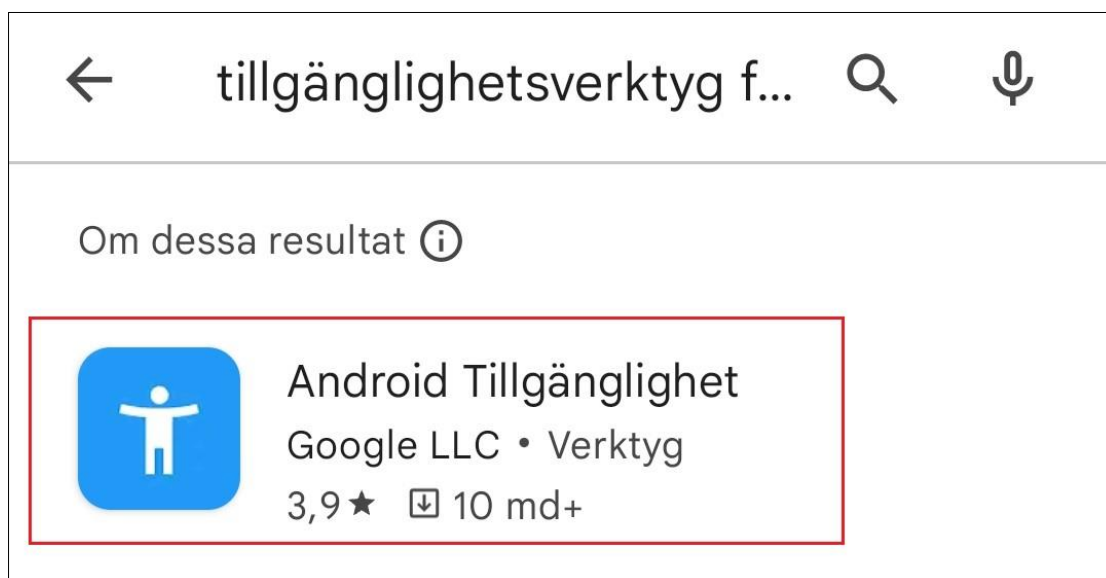 tillgänglighetsverktyg f...
Om dessa resultat
Android Tillgänglighet
Google LLC • Verktyg
3,9★ 10 md+